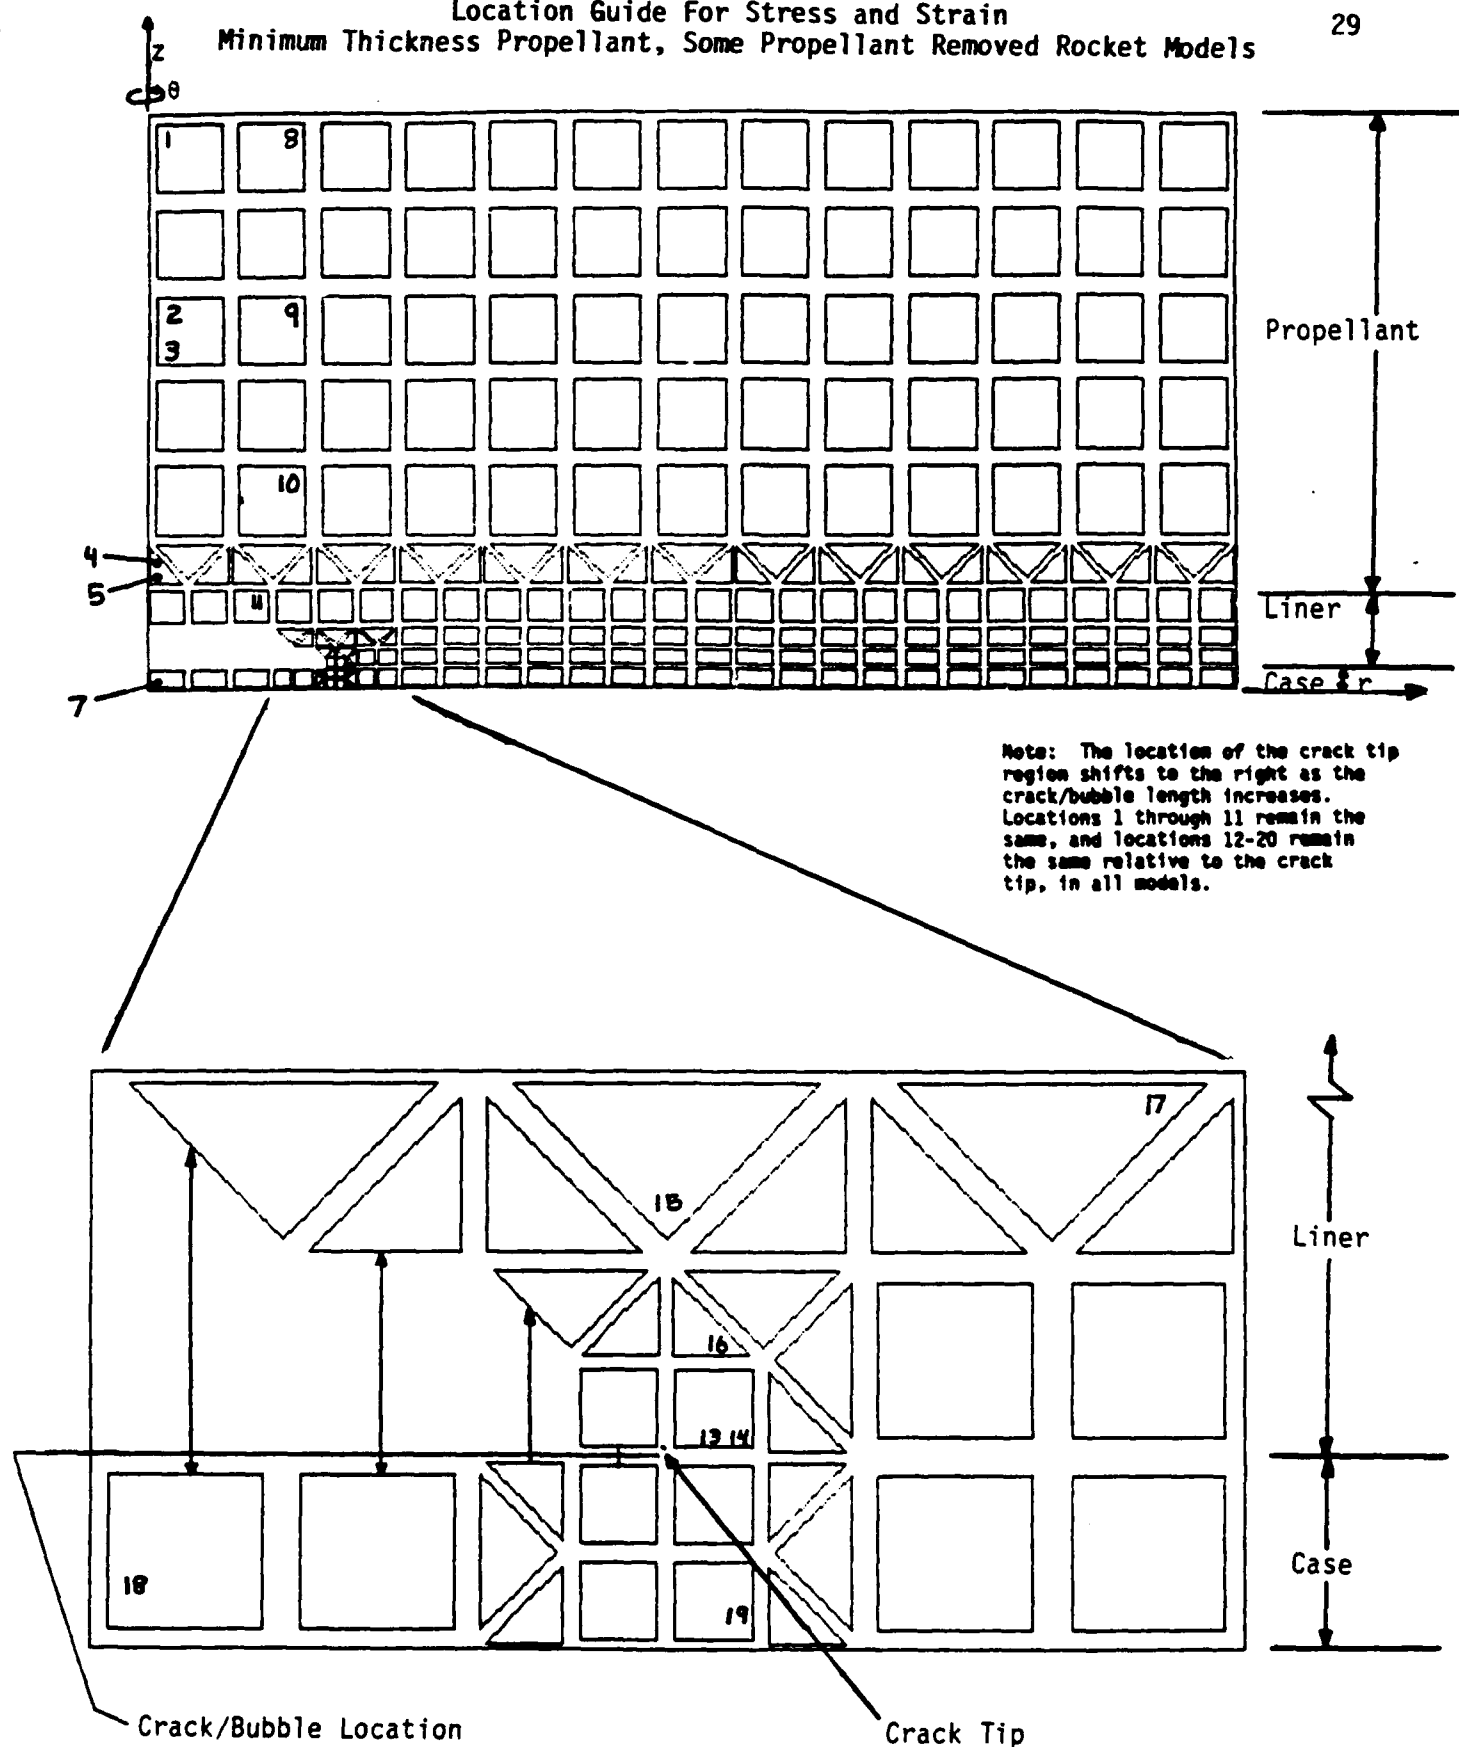 Location Guide For Stress and Strain
29
Minimum Thickness Propellant, Some Propellant Removed Rocket Models
z
θ
1
8
2
9
3
Propellant
10
4
5
11
Liner
7
Case
r
Note: The location of the crack tip
region shifts to the right as the
crack/bubble length increases.
Locations 1 through 11 remain the
same, and locations 12-20 remain
the same relative to the crack
tip, in all models.
17
15
Liner
16
13 14
18
19
Case
Crack/Bubble Location
Crack Tip